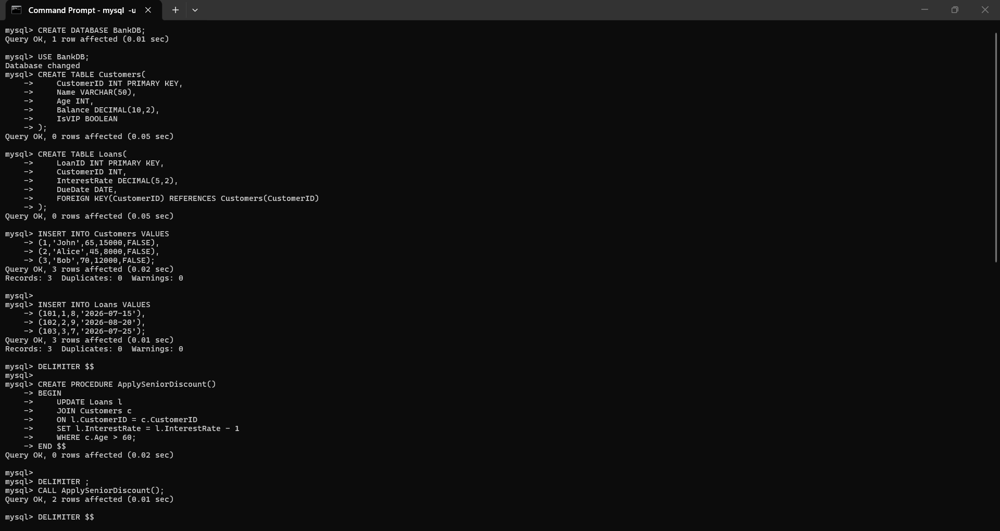 Command Prompt - mysql  -u
mysql> CREATE DATABASE BankDB;
Query OK, 1 row affected (0.01 sec)

mysql> USE BankDB;
Database changed
mysql> CREATE TABLE Customers(
    ->     CustomerID INT PRIMARY KEY,
    ->     Name VARCHAR(50),
    ->     Age INT,
    ->     Balance DECIMAL(10,2),
    ->     IsVIP BOOLEAN
    -> );
Query OK, 0 rows affected (0.05 sec)

mysql> CREATE TABLE Loans(
    ->     LoanID INT PRIMARY KEY,
    ->     CustomerID INT,
    ->     InterestRate DECIMAL(5,2),
    ->     DueDate DATE,
    ->     FOREIGN KEY(CustomerID) REFERENCES Customers(CustomerID)
    -> );
Query OK, 0 rows affected (0.05 sec)

mysql> INSERT INTO Customers VALUES
    -> (1,'John',65,15000,FALSE),
    -> (2,'Alice',45,8000,FALSE),
    -> (3,'Bob',70,12000,FALSE);
Query OK, 3 rows affected (0.02 sec)
Records: 3  Duplicates: 0  Warnings: 0

mysql>
mysql> INSERT INTO Loans VALUES
    -> (101,1,8,'2026-07-15'),
    -> (102,2,9,'2026-08-20'),
    -> (103,3,7,'2026-07-25');
Query OK, 3 rows affected (0.01 sec)
Records: 3  Duplicates: 0  Warnings: 0

mysql> DELIMITER $$
mysql>
mysql> CREATE PROCEDURE ApplySeniorDiscount()
    -> BEGIN
    ->     UPDATE Loans l
    ->     JOIN Customers c
    ->     ON l.CustomerID = c.CustomerID
    ->     SET l.InterestRate = l.InterestRate - 1
    ->     WHERE c.Age > 60;
    -> END $$
Query OK, 0 rows affected (0.02 sec)

mysql>
mysql> DELIMITER ;
mysql> CALL ApplySeniorDiscount();
Query OK, 2 rows affected (0.01 sec)

mysql> DELIMITER $$